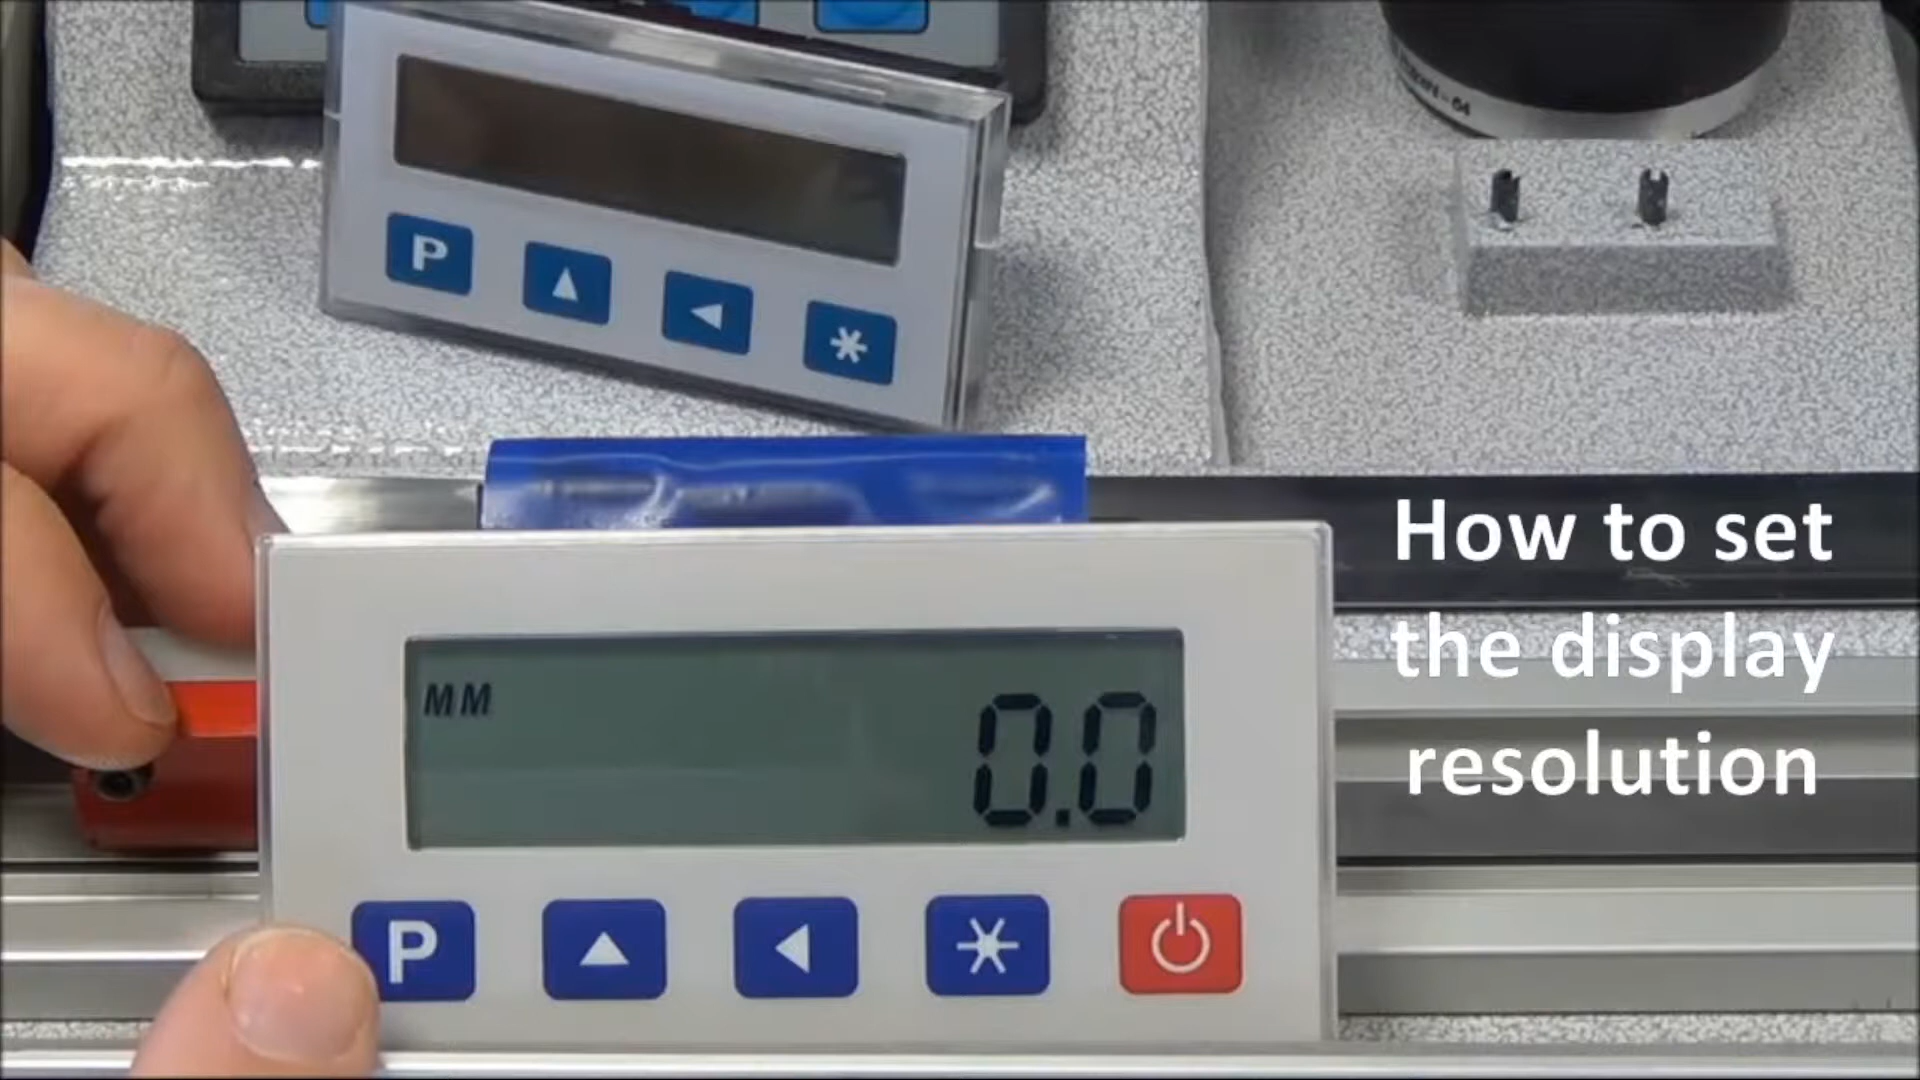 P
How to set
the display
resolution
MM
0.0
P